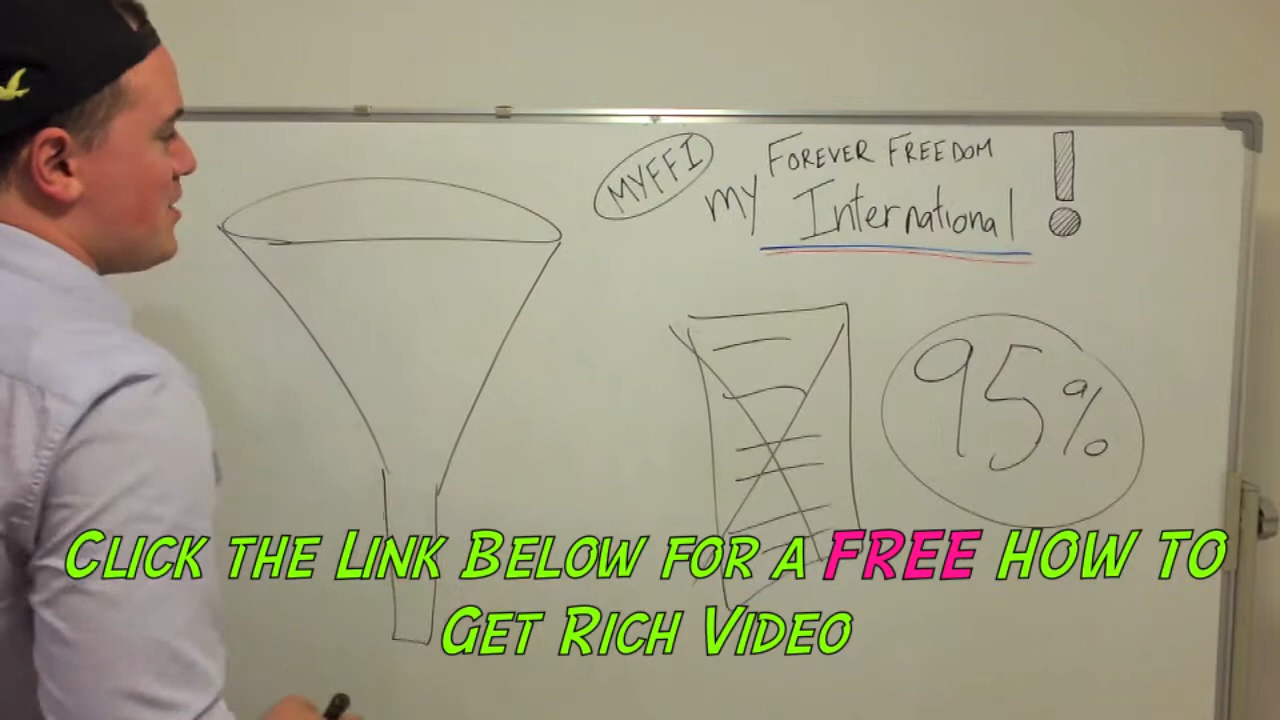 MYFFI
my FOREVER FREEDOM
International!
95%
CLICK THE LINK BELOW FOR A FREE HOW TO
GET RICH VIDEO